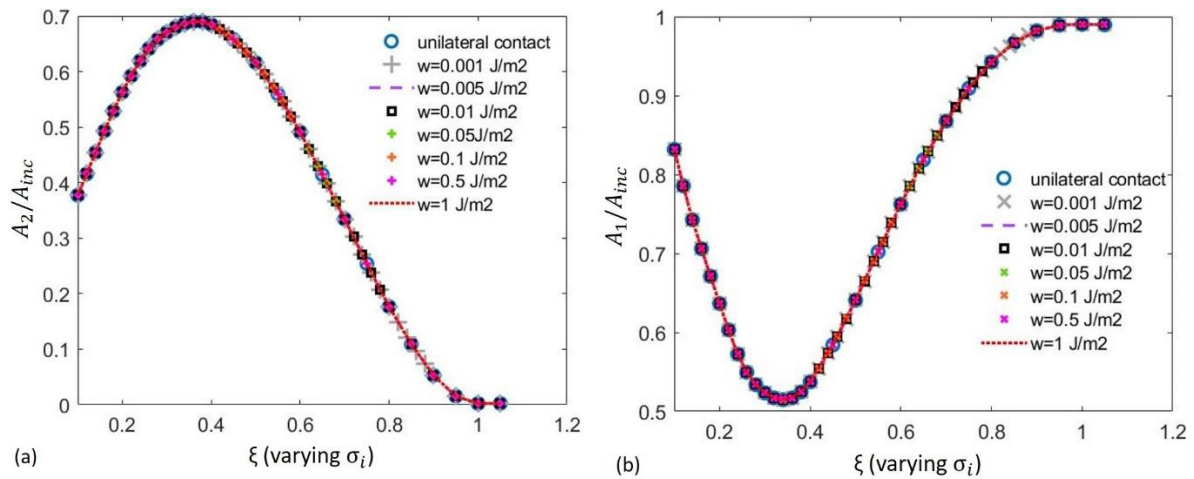 A₂/A_inc
0.7
0.6
0.5
0.4
0.3
0.2
0.1
0
unilateral contact
w=0.001 J/m2
w=0.005 J/m2
w=0.01 J/m2
w=0.05J/m2
w=0.1 J/m2
w=0.5 J/m2
w=1 J/m2
0.2 0.4 0.6 0.8 1 1.2
(a) ξ (varying σᵢ)
A₁/A_inc
1
0.9
0.8
0.7
0.6
0.5
unilateral contact
w=0.001 J/m2
w=0.005 J/m2
w=0.01 J/m2
w=0.05 J/m2
w=0.1 J/m2
w=0.5 J/m2
w=1 J/m2
0.2 0.4 0.6 0.8 1 1.2
(b) ξ (varying σᵢ)